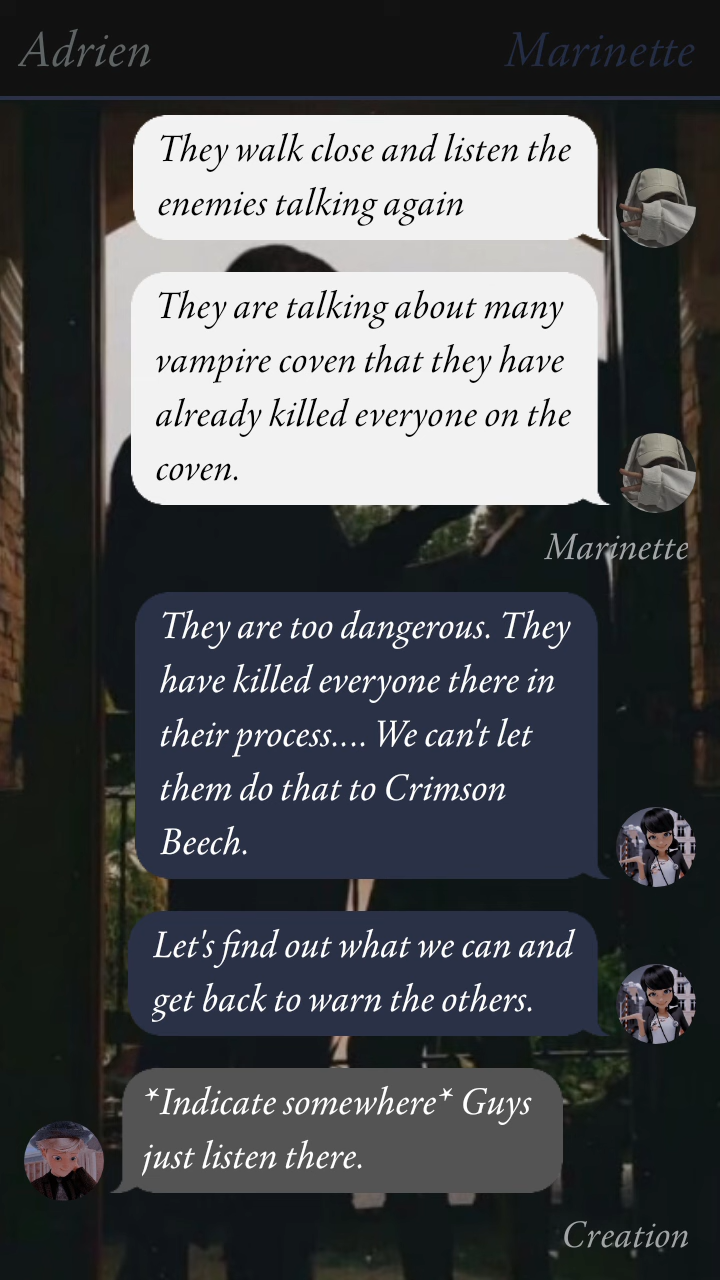 Adrien
Marinette
They walk close and listen the
enemies talking again
They are talking about many
vampire coven that they have
already killed everyone on the
coven.
Marinette
They are too dangerous. They
have killed everyone there in
their process.... We can't let
them do that to Crimson
Beech.
Let's find out what we can and
get back to warn the others.
*Indicate somewhere* Guys
just listen there.
Creation